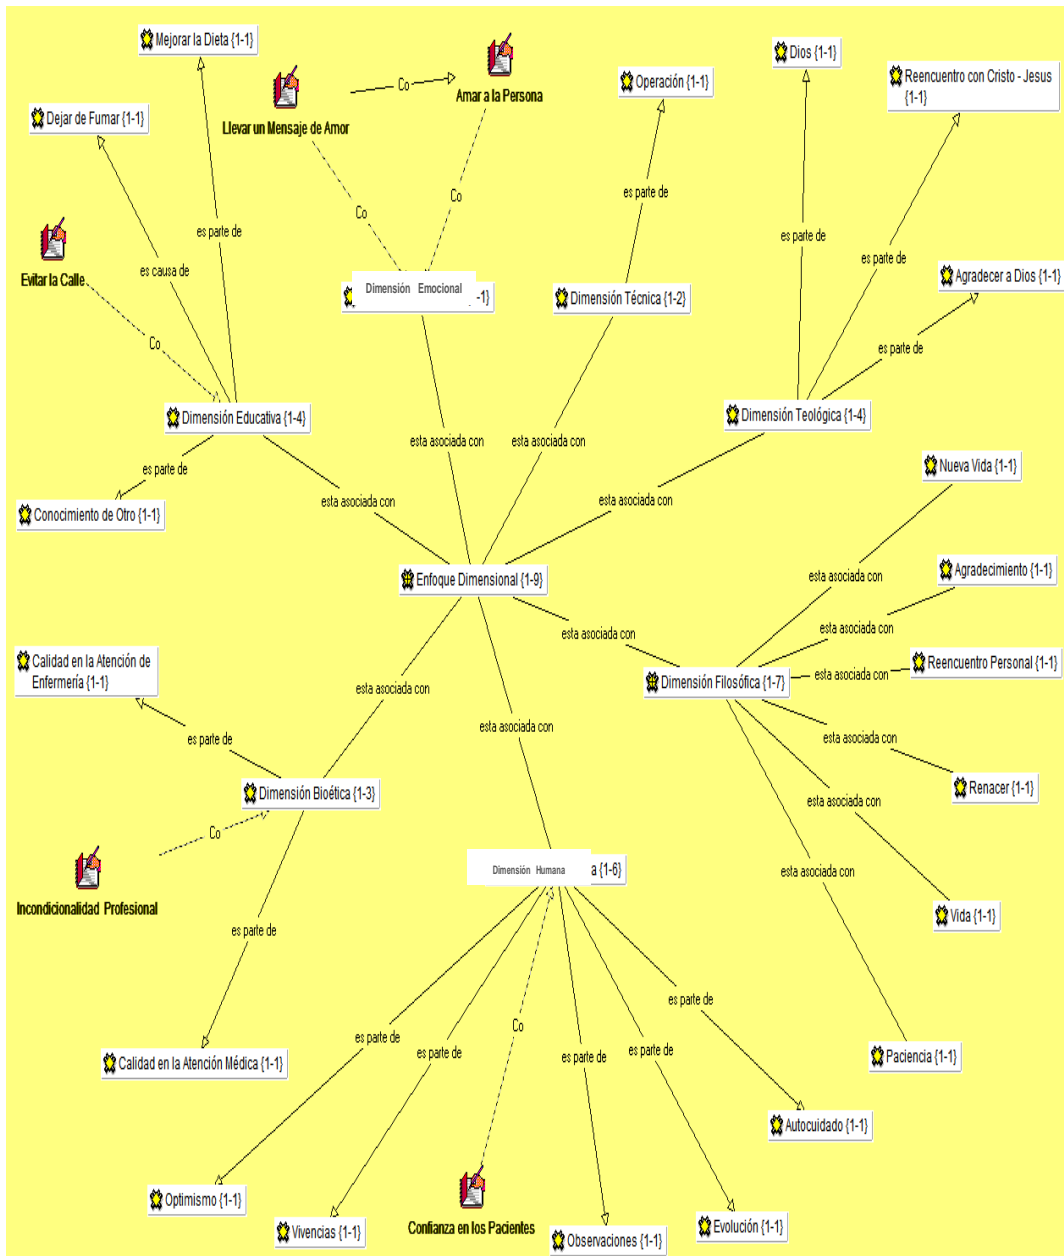 Mejorar la Dieta {1-1}
Dios {1-1}
Reencuentro con Cristo - Jesus
{1-1}
Co
Amar a la Persona
Operación {1-1}
Dejar de Fumar {1-1}
Llevar un Mensaje de Amor
es parte de
Co
Co
es parte de
es parte de
es parte de
Evitar la Calle
es causa de
Agradecer a Dios {1-1}
Dimensión Emocional
-1}
Dimensión Técnica {1-2}
Co
es parte de
Dimensión Educativa {1-4}
Dimensión Teológica {1-4}
esta asociada con
esta asociada con
es parte de
Nueva Vida {1-1}
esta asociada con
esta asociada con
Conocimiento de Otro {1-1}
Enfoque Dimensional {1-9}
esta asociada con
Agradecimiento {1-1}
esta asociada con
esta asociada con
Calidad en la Atención de
Enfermería {1-1}
Reencuentro Personal {1-1}
esta asociada con
Dimensión Filosófica {1-7}
esta asociada con
esta asociada con
es parte de
esta asociada con
Dimensión Bioética {1-3}
Renacer {1-1}
esta asociada con
Co
Dimensión Humana
a {1-6}
esta asociada con
Incondicionalidad Profesional
Vida {1-1}
es parte de
es parte de
Co
es parte de
es parte de
es parte de
es parte de
Calidad en la Atención Médica {1-1}
Paciencia {1-1}
Autocuidado {1-1}
Optimismo {1-1}
Vivencias {1-1}
Confianza en los Pacientes
Observaciones {1-1}
Evolución {1-1}